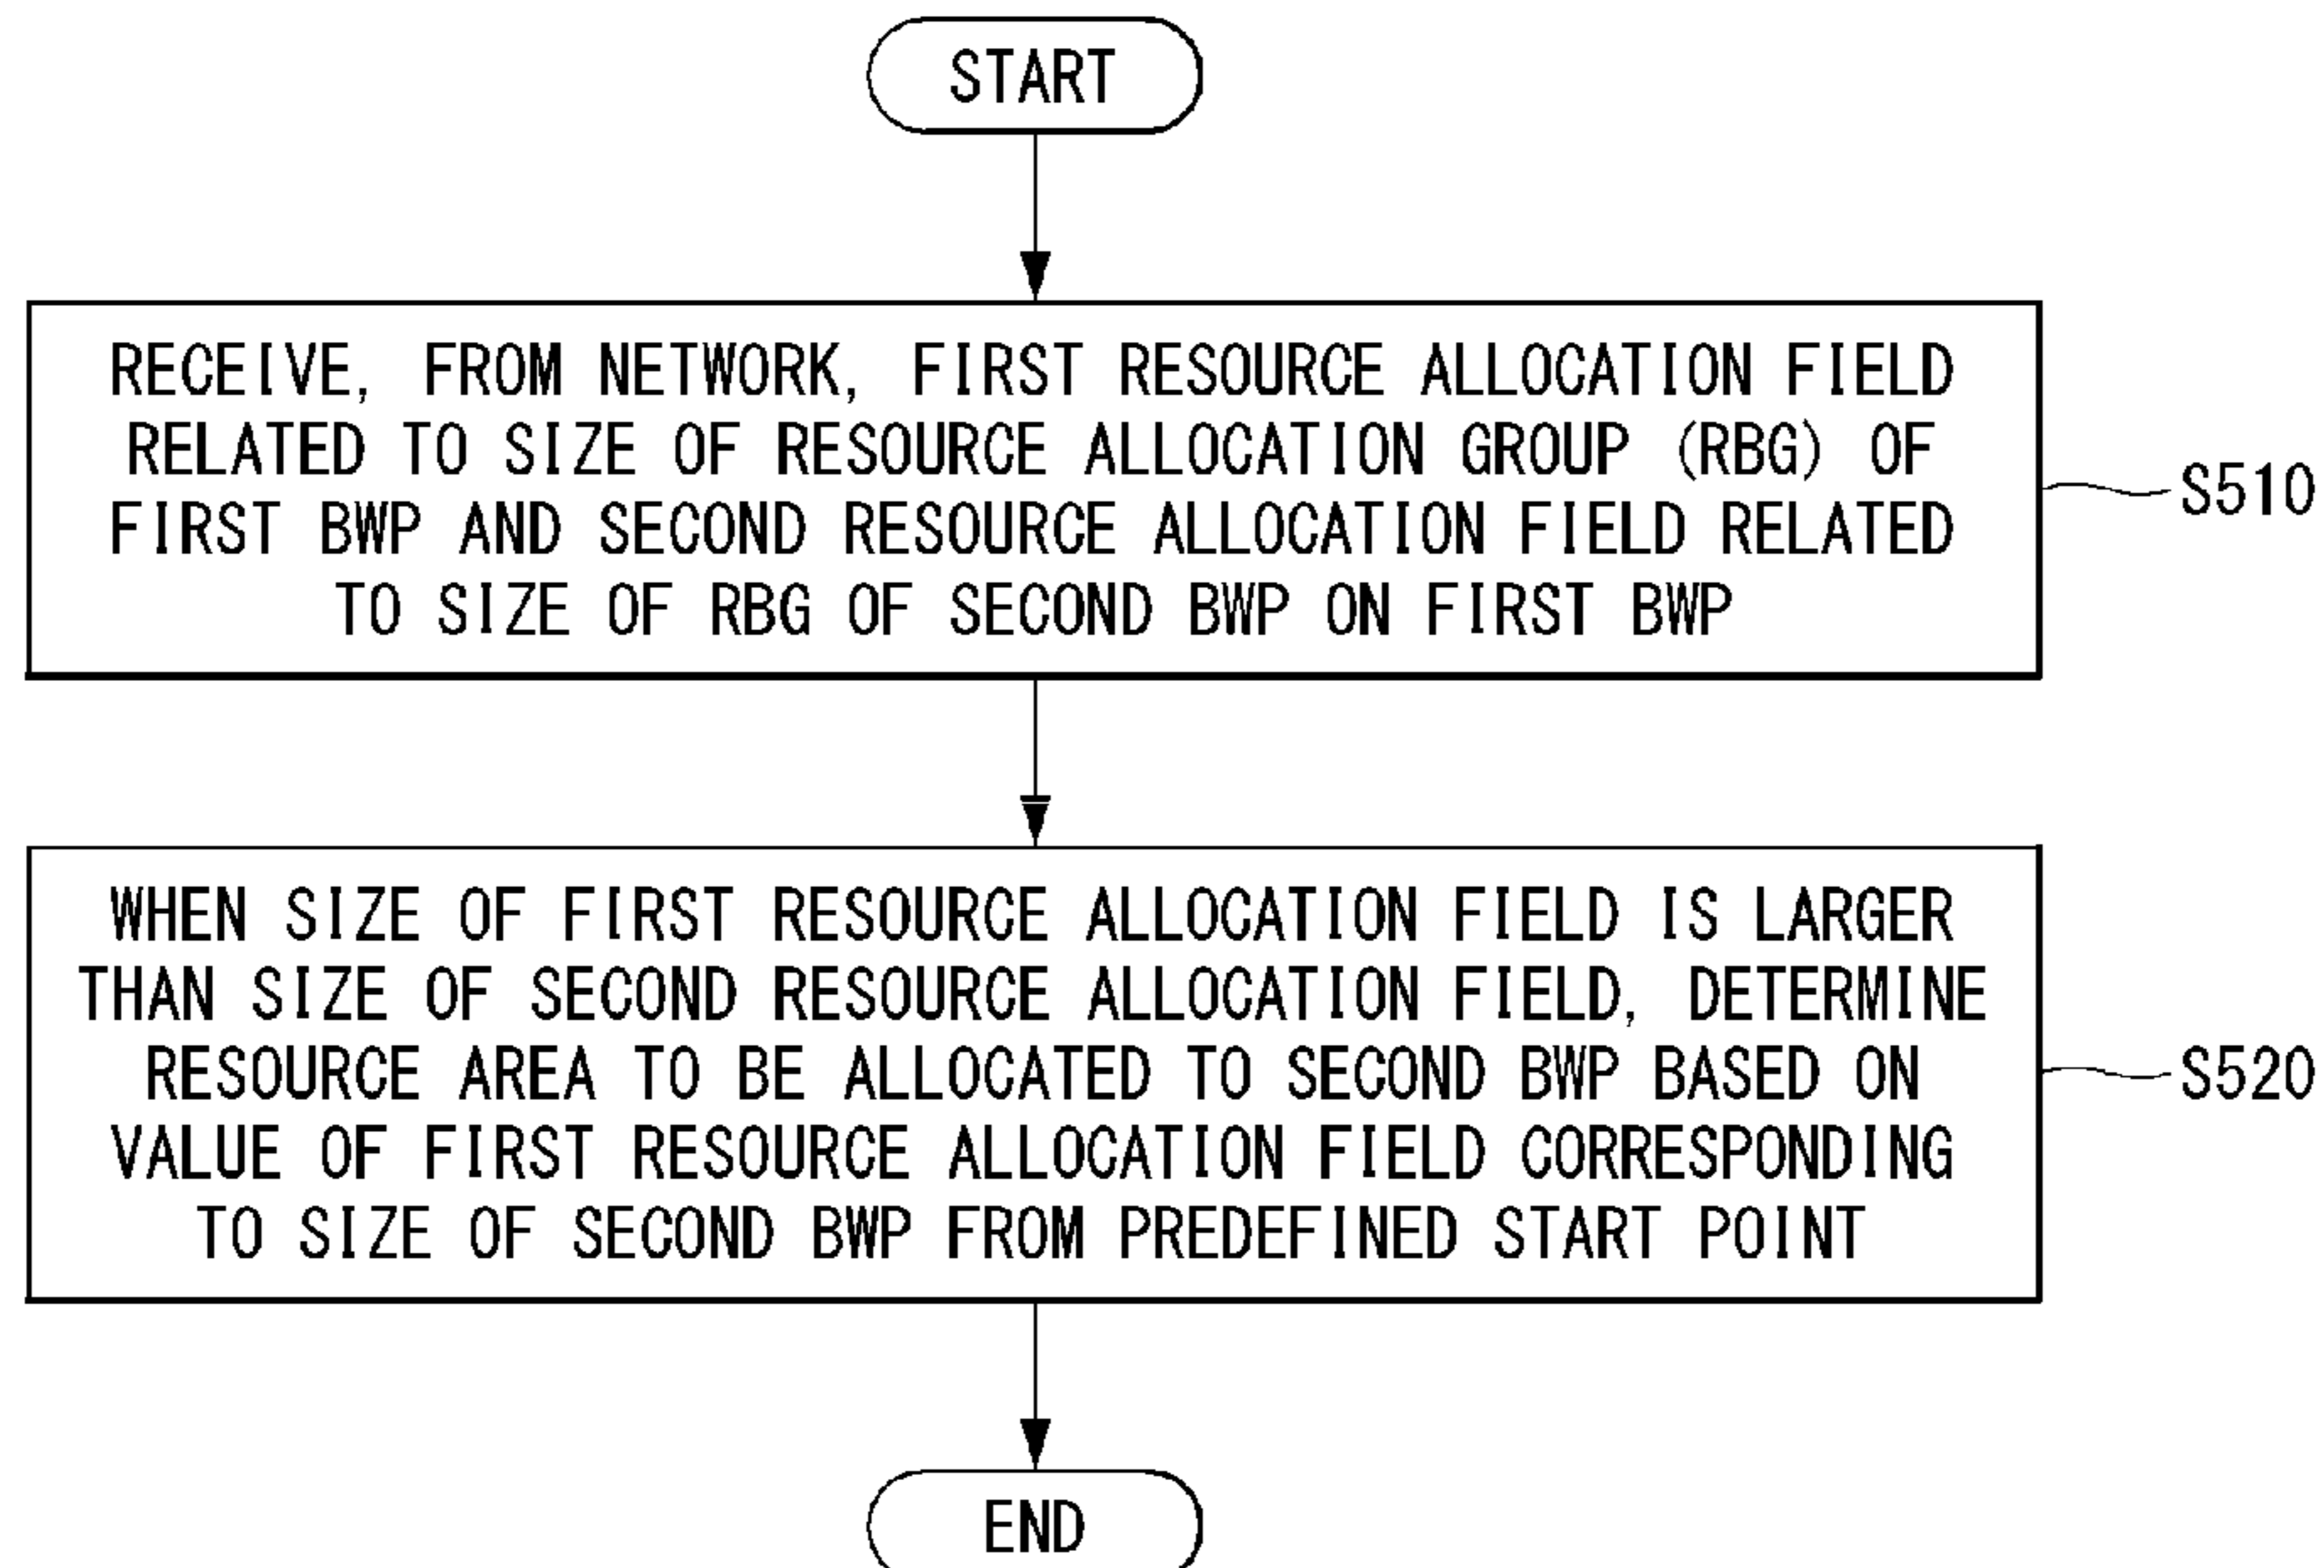 START
RECEIVE, FROM NETWORK, FIRST RESOURCE ALLOCATION FIELD
RELATED TO SIZE OF RESOURCE ALLOCATION GROUP (RBG) OF
FIRST BWP AND SECOND RESOURCE ALLOCATION FIELD RELATED
TO SIZE OF RBG OF SECOND BWP ON FIRST BWP
S510
WHEN SIZE OF FIRST RESOURCE ALLOCATION FIELD IS LARGER
THAN SIZE OF SECOND RESOURCE ALLOCATION FIELD, DETERMINE
RESOURCE AREA TO BE ALLOCATED TO SECOND BWP BASED ON
VALUE OF FIRST RESOURCE ALLOCATION FIELD CORRESPONDING
TO SIZE OF SECOND BWP FROM PREDEFINED START POINT
S520
END